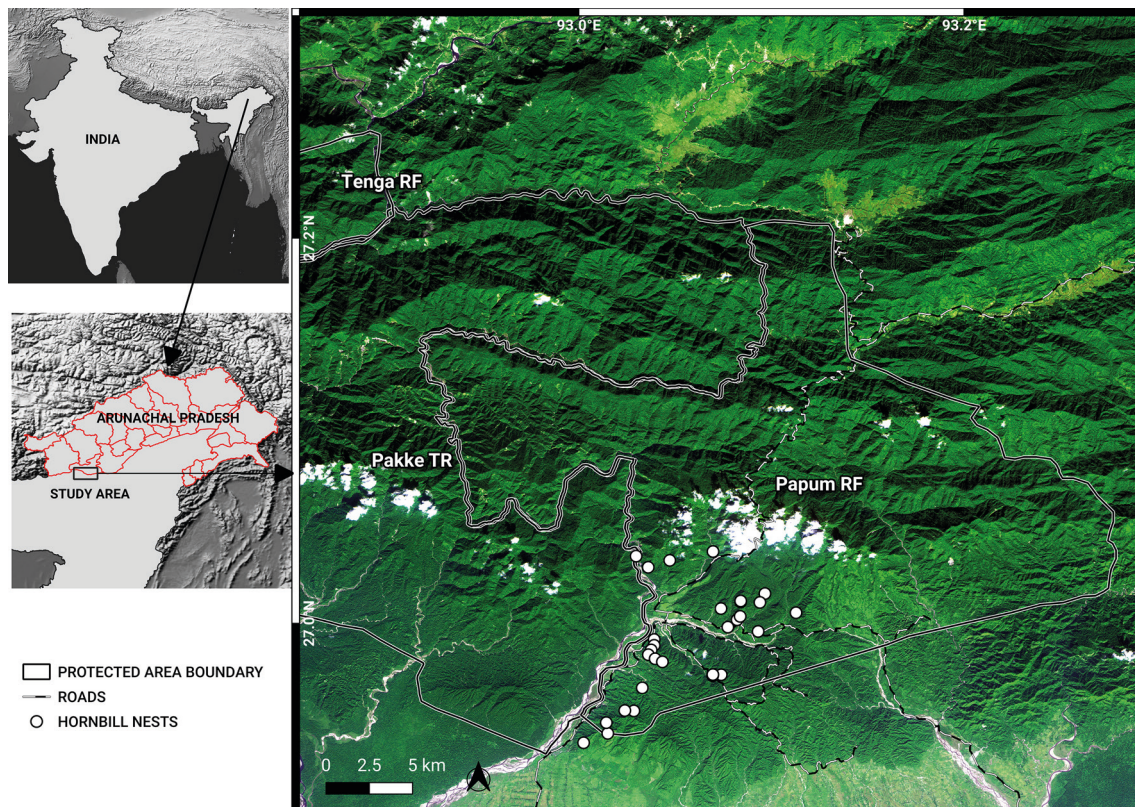 INDIA
ARUNACHAL PRADESH
STUDY AREA
PROTECTED AREA BOUNDARY
ROADS
HORNBILL NESTS
93.0°E
93.2°E
Tenga RF
27.2°N
Pakke TR
Papum RF
27.0°N
0 2.5 5 km